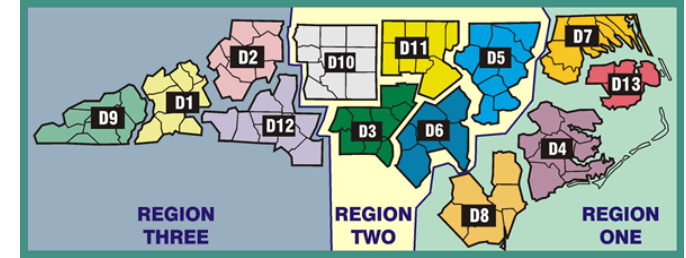 D7
D2
D11
D10
D5
D13
D1
D9
D12
D3
D6
D4
D8
REGION
THREE
REGION
TWO
REGION
ONE